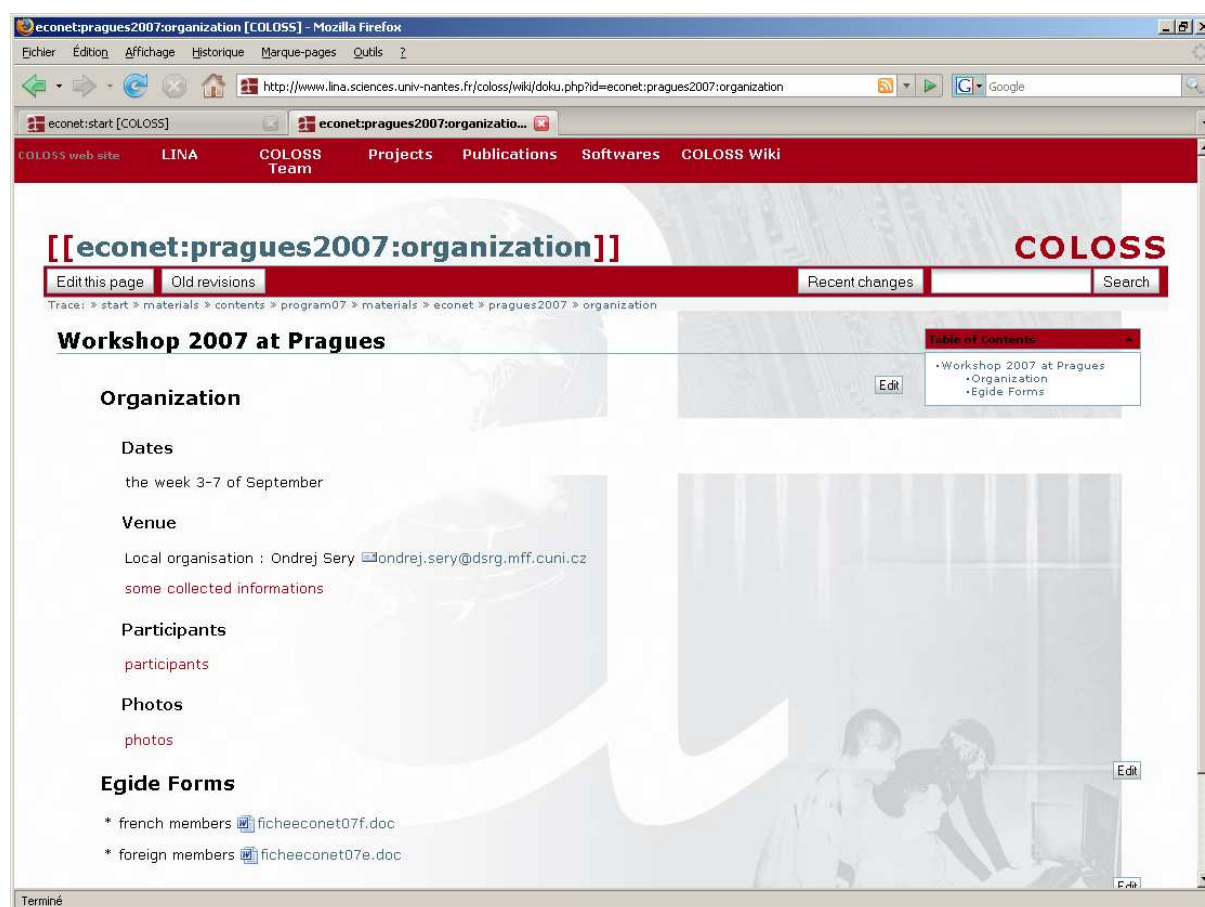 econet:pragues2007:organization [COLOSS] - Mozilla Firefox
Eichier Édition Affichage Historique Marque-pages Outils ?
http://www.lina.sciences.univ-nantes.fr/coloss/wiki/doku.php?id=econet:pragues2007:organization
G Google
econet:start [COLOSS] econet:pragues2007:organizatio...
COLOSS web site LINA COLOSS Team Projects Publications Softwares COLOSS Wiki
[[econet:pragues2007:organization]] COLOSS
Edit this page Old revisions Recent changes Search
Trace: » start » materials » contents » program07 » materials » econet » pragues2007 » organization
Workshop 2007 at Pragues
Table of Contents
•Workshop 2007 at Pragues
•Organization
•Egide Forms
Edit
Organization
Dates
the week 3-7 of September
Venue
Local organisation : Ondrej Sery ondrej.sery@dsrg.mff.cuni.cz
some collected informations
Participants
participants
Photos
photos
Edit
Egide Forms
* french members ficheeconet07f.doc
* foreign members ficheeconet07e.doc
Edit
Terminé